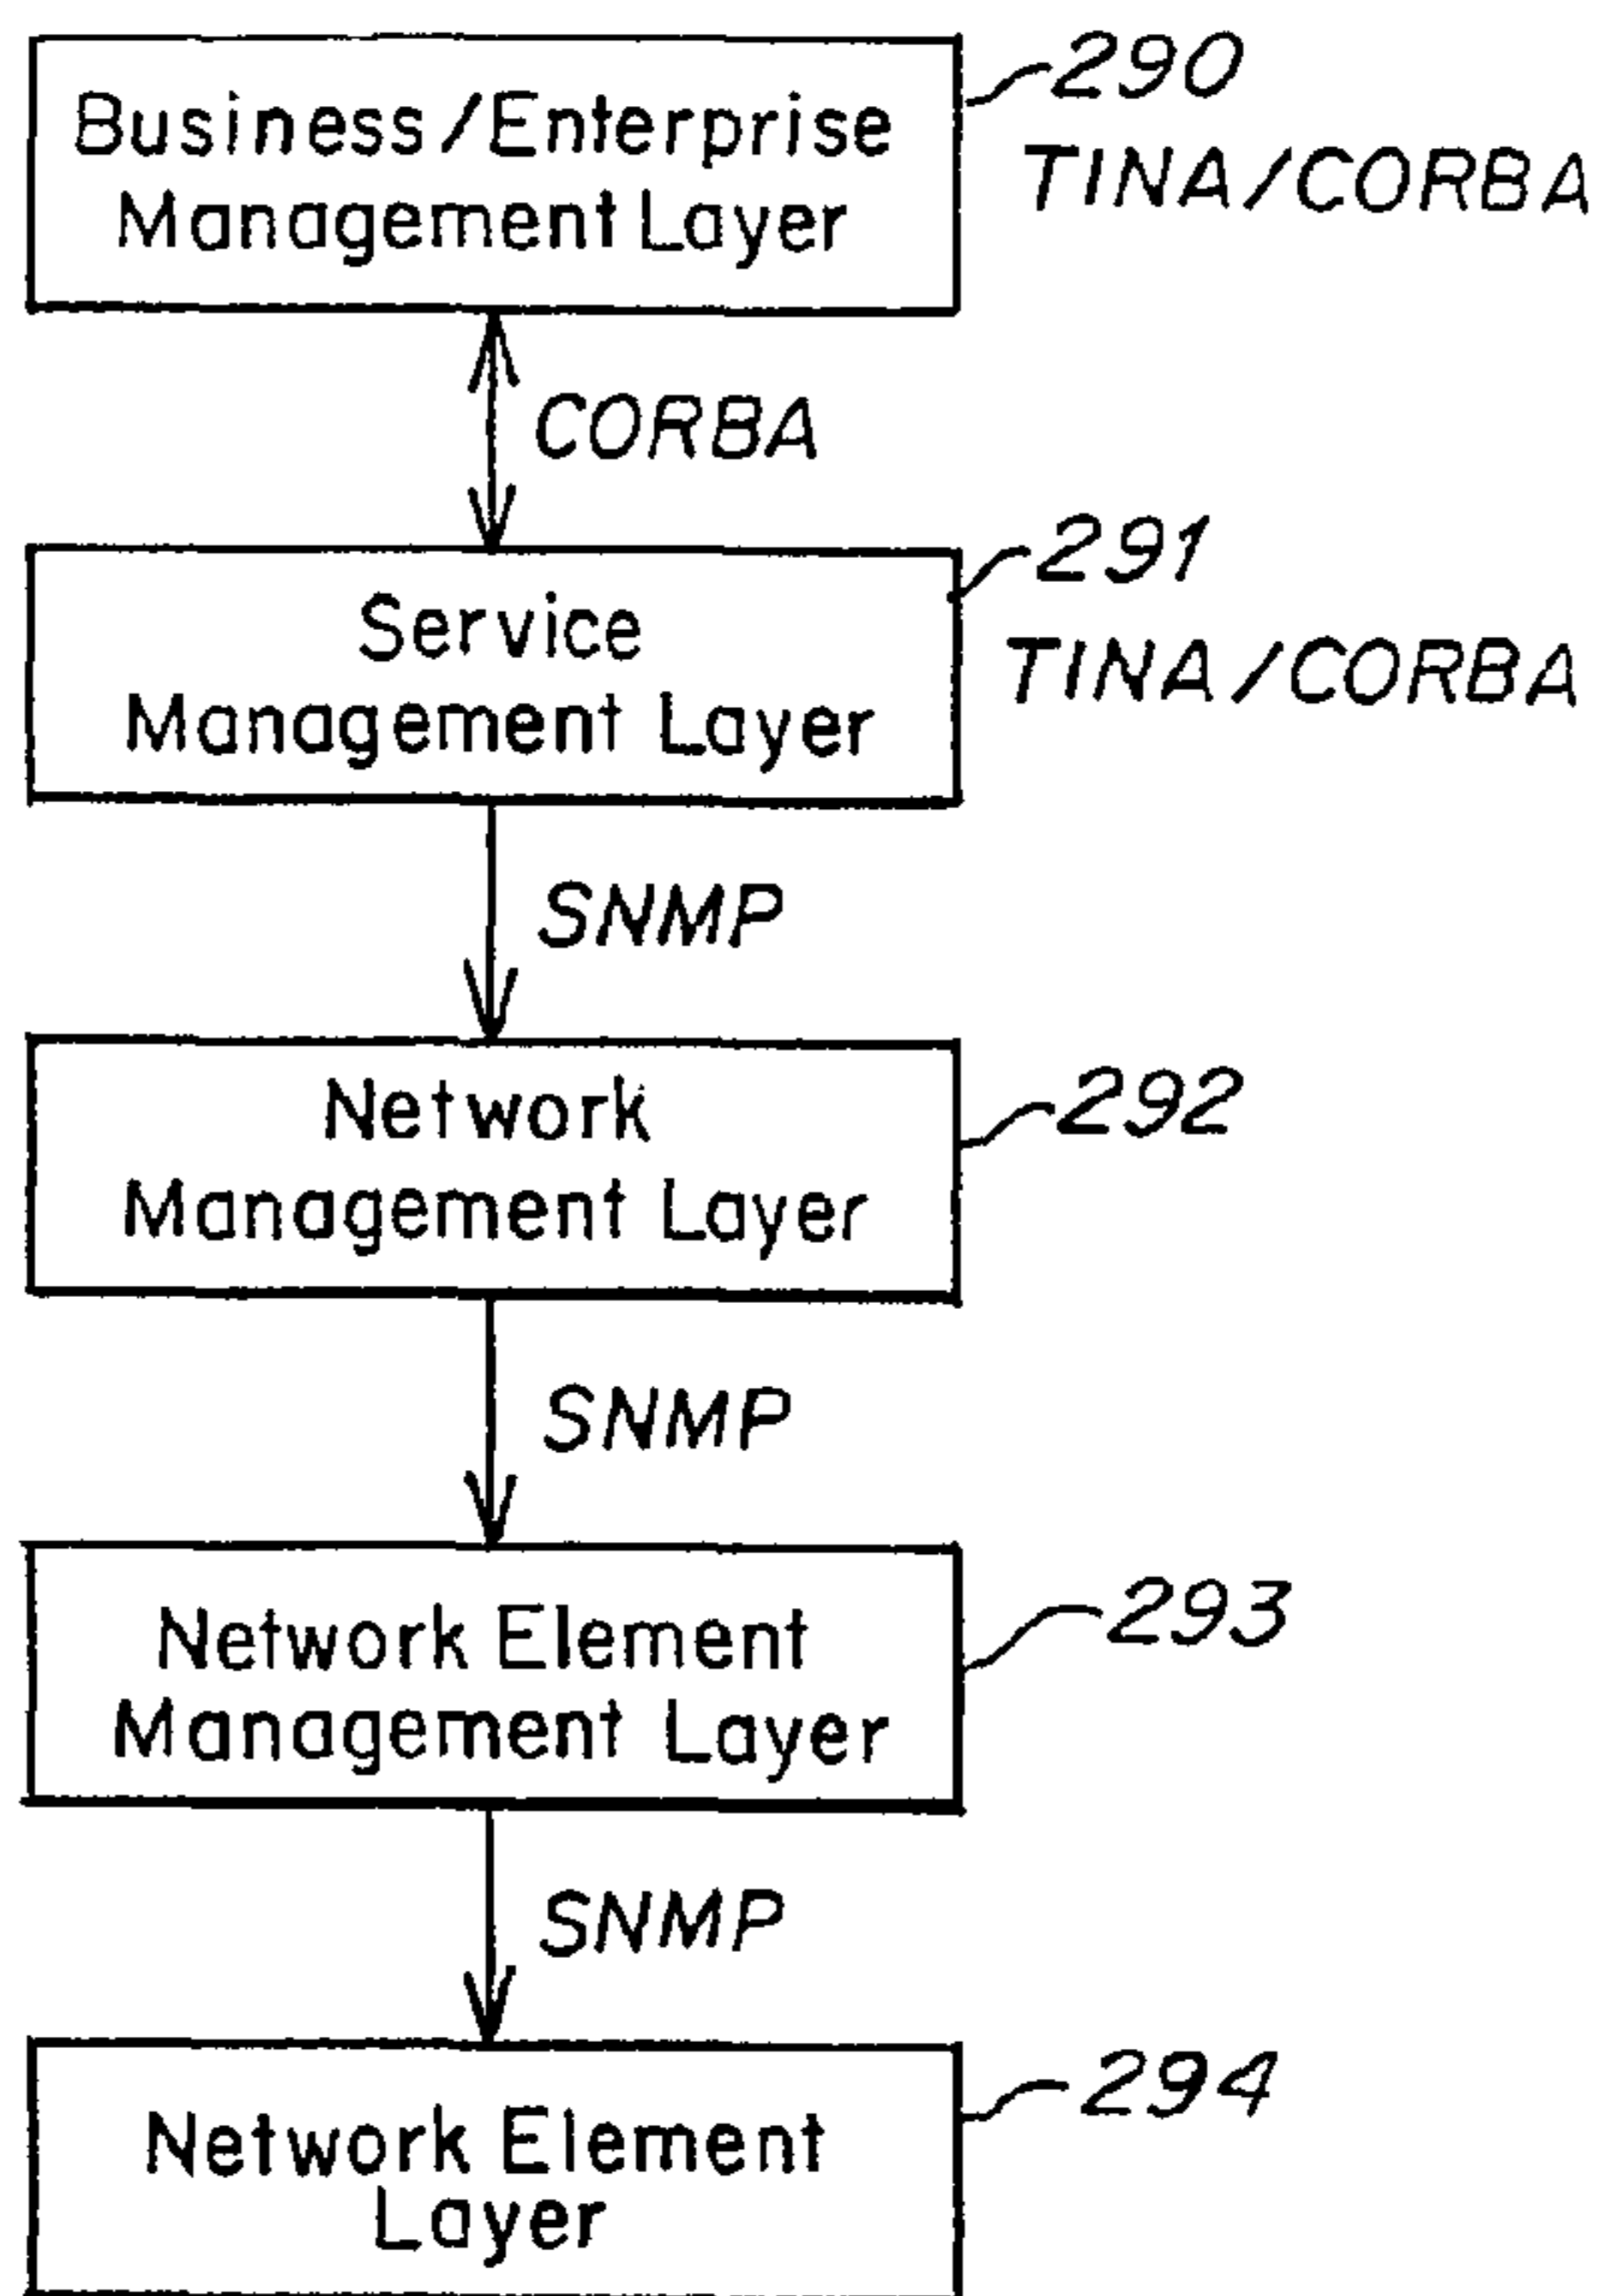 Business/Enterprise
Management Layer
290
TINA/CORBA
CORBA
Service
Management Layer
291
TINA/CORBA
SNMP
Network
Management Layer
292
SNMP
Network Element
Management Layer
293
SNMP
Network Element
Layer
294